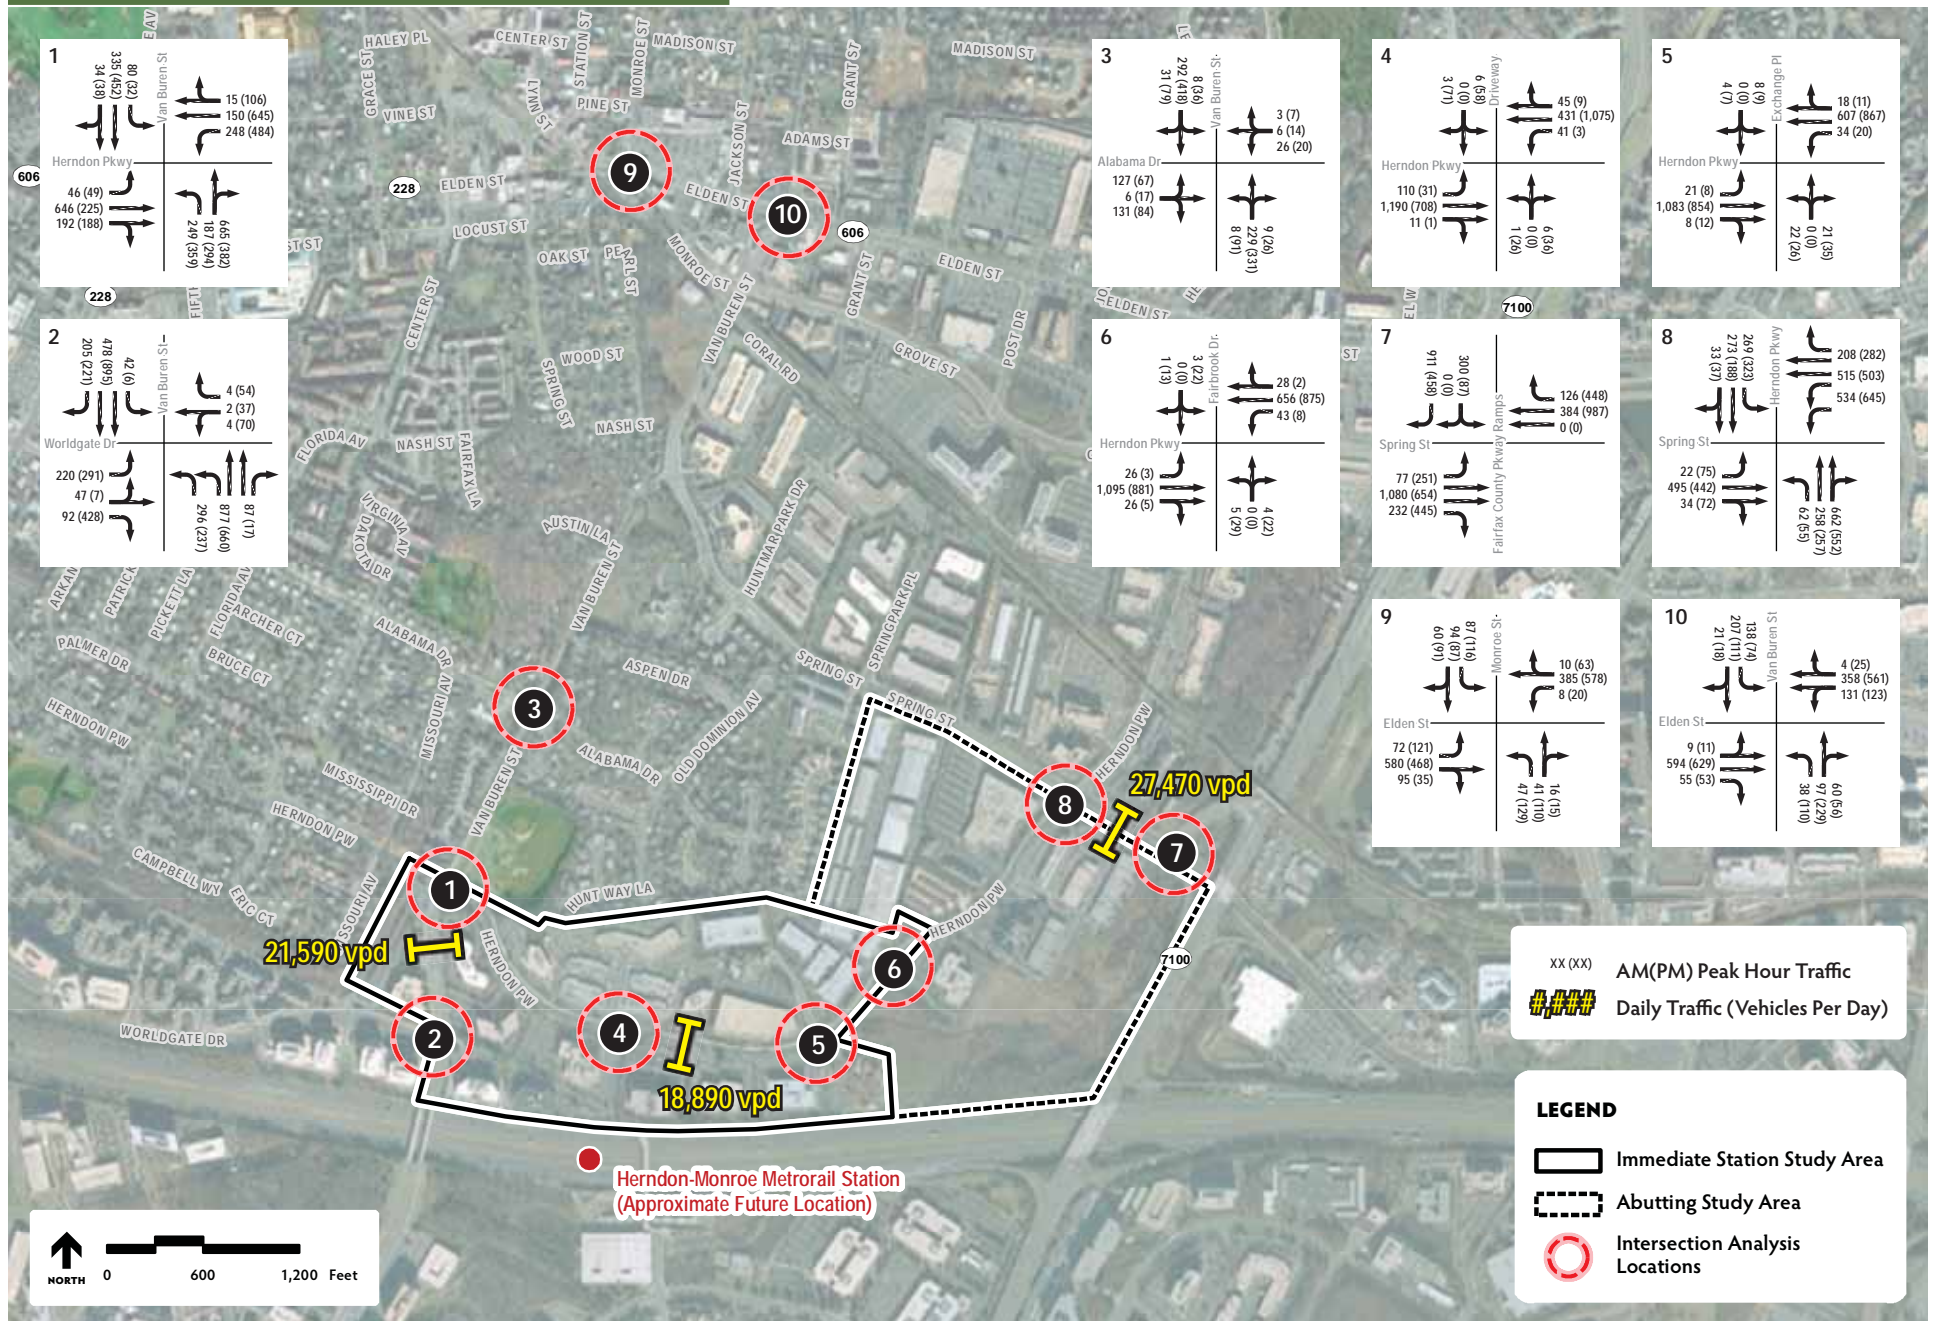 1
34 (38)
335 (452)
80 (32)
Van Buren St
15 (106)
150 (645)
248 (484)
Herndon Pkwy
46 (49)
646 (225)
192 (188)
249 (359)
187 (294)
665 (382)
2
205 (221)
478 (895)
42 (6)
Van Buren St
4 (54)
2 (37)
4 (70)
Worldgate Dr
220 (291)
47 (7)
92 (428)
296 (237)
877 (660)
87 (17)
3
31 (79)
292 (418)
8 (36)
Van Buren St
3 (7)
6 (14)
26 (20)
Alabama Dr
127 (67)
6 (17)
131 (84)
8 (91)
229 (331)
9 (26)
4
3 (71)
0 (0)
6 (58)
Driveway
45 (9)
431 (1,075)
41 (3)
Herndon Pkwy
110 (31)
1,190 (708)
11 (1)
1 (26)
0 (0)
6 (36)
5
4 (7)
0 (0)
8 (9)
Exchange Pl
18 (11)
607 (867)
34 (20)
Herndon Pkwy
21 (8)
1,083 (854)
8 (12)
22 (26)
0 (0)
21 (35)
6
1 (13)
0 (0)
3 (22)
Fairbrook Dr.
28 (2)
656 (875)
43 (8)
Herndon Pkwy
26 (3)
1,095 (881)
26 (5)
5 (29)
0 (0)
4 (22)
7
911 (458)
0 (0)
300 (87)
Fairfax County Pkway Ramps
126 (448)
384 (987)
0 (0)
Spring St
77 (251)
1,080 (654)
232 (445)
8
33 (37)
273 (188)
269 (323)
Herndon Pkwy
208 (282)
515 (503)
534 (645)
Spring St
22 (75)
495 (442)
34 (72)
62 (55)
258 (257)
662 (552)
9
60 (91)
94 (87)
87 (116)
Monroe St
10 (63)
385 (578)
8 (20)
Elden St
72 (121)
580 (468)
95 (35)
47 (129)
41 (110)
16 (15)
10
21 (18)
207 (111)
138 (74)
Van Buren St
4 (25)
358 (561)
131 (123)
Elden St
9 (11)
594 (629)
55 (53)
38 (110)
97 (229)
60 (56)
HALEY PL
CENTER ST
STATION ST
MONROE ST
MADISON ST
MADISON ST
GRACE ST
VINE ST
LYNN ST
PINE ST
GRANT ST
JACKSON ST
ADAMS ST
606
228
ELDEN ST
9
ELDEN ST
10
606
LOCUST ST
OAK ST
PEARL ST
MONROE ST
VAN BUREN ST
GRANT ST
ELDEN ST
ELDEN ST
228
7100
CENTER ST
WOOD ST
SPRING ST
CORAL RD
GROVE ST
POST DR
NASH ST
NASH ST
FLORIDA AV
FAIRFAX LA
VIRGINIA AV
DAKOTA DR
AUSTIN LA
VAN BUREN ST
HUNTMAR PARK DR
SPRINGPARK PL
PICKETT LA
FLORIDA AV
ARCHER CT
BRUCE CT
PALMER DR
HERNDON PW
ALABAMA DR
MISSOURI AV
3
ASPEN DR
SPRING ST
SPRING ST
OLD DOMINION AV
ALABAMA DR
MISSISSIPPI DR
HERNDON PW
VAN BUREN ST
HERNDON PW
27,470 vpd
8
7
CAMPBELL WY
ERIC CT
1
HUNT WAY LA
HERNDON PW
21,590 vpd
HERNDON PW
6
7100
WORLDGATE DR
2
4
5
18,890 vpd
Herndon-Monroe Metrorail Station
(Approximate Future Location)
XX (XX)
AM(PM) Peak Hour Traffic
#,###
Daily Traffic (Vehicles Per Day)
LEGEND
Immediate Station Study Area
Abutting Study Area
Intersection Analysis
Locations
NORTH
0
600
1,200
Feet